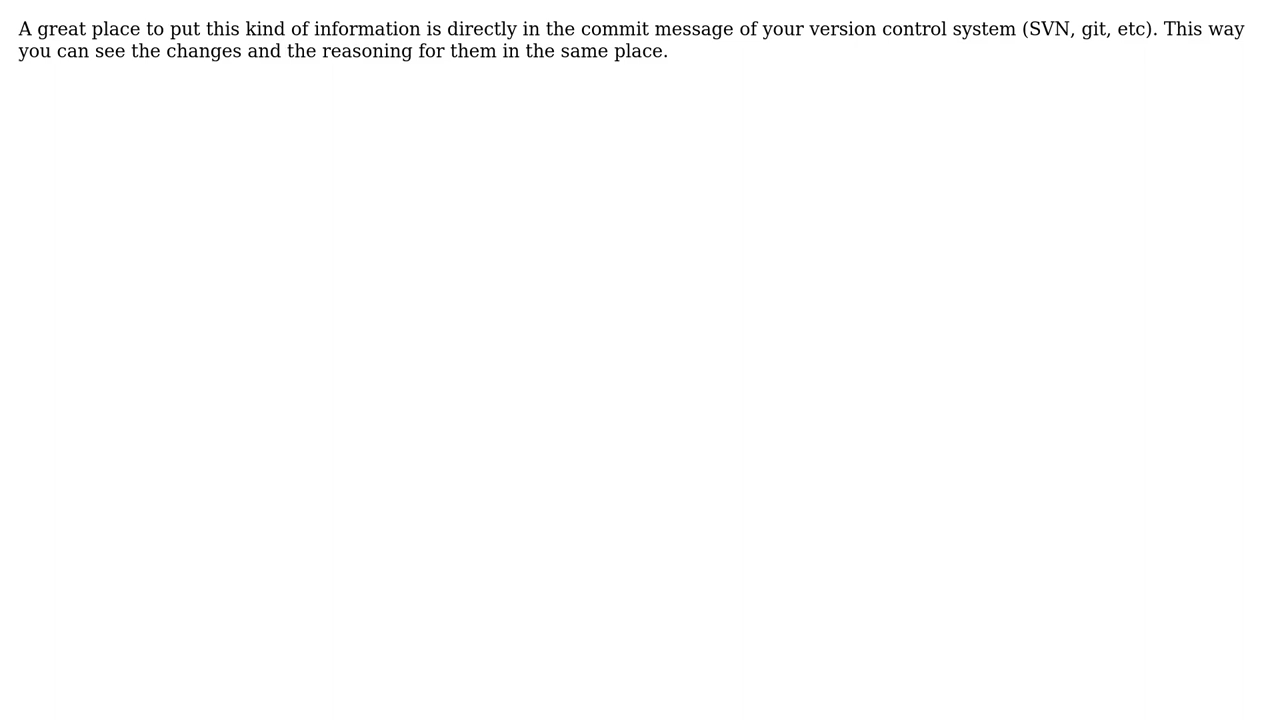 A great place to put this kind of information is directly in the commit message of your version control system (SVN, git, etc). This way
you can see the changes and the reasoning for them in the same place.